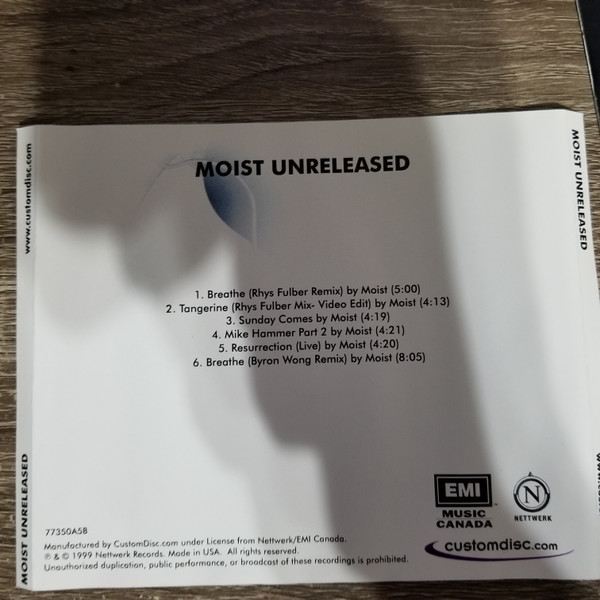 www.customdisc.com
MOIST UNRELEASED
MOIST UNRELEASED
1. Breathe (Rhys Fulber Remix) by Moist (5:00)
2. Tangerine (Rhys Fulber Mix- Video Edit) by Moist (4:13)
3. Sunday Comes by Moist (4:19)
4. Mike Hammer Part 2 by Moist (4:21)
5. Resurrection (Live) by Moist (4:20)
6. Breathe (Byron Wong Remix) by Moist (8:05)
MOIST UNRELEASED
EMI
MUSIC
CANADA
N
NETTWERK
customdisc.com
77350A5B
Manufactured by CustomDisc.com under License from Nettwerk/EMI Canada.
℗ & © 1999 Nettwerk Records. Made in USA. All rights reserved.
Unauthorized duplication, public performance, or broadcast of these recordings is prohibited.